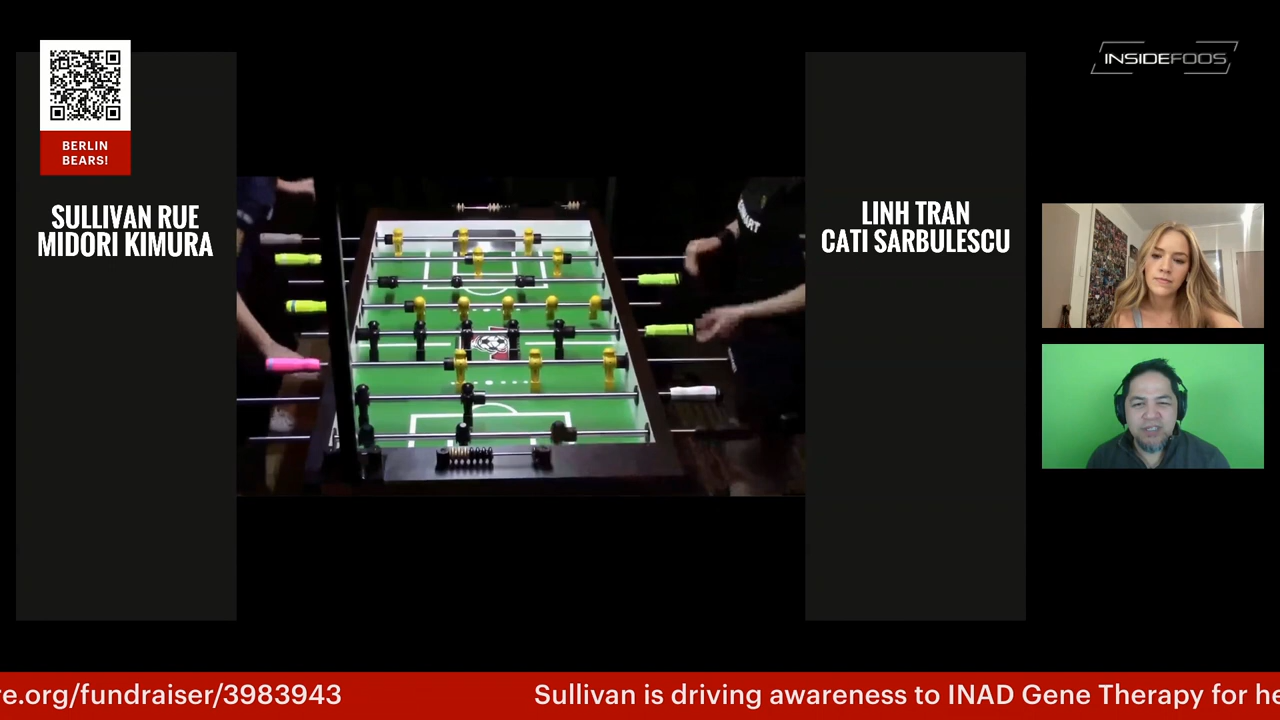 BERLIN
BEARS!
SULLIVAN RUE
MIDORI KIMURA
LINH TRAN
CATI SARBULESCU
INSIDEFOOS
re.org/fundraiser/3983943
Sullivan is driving awareness to INAD Gene Therapy for he